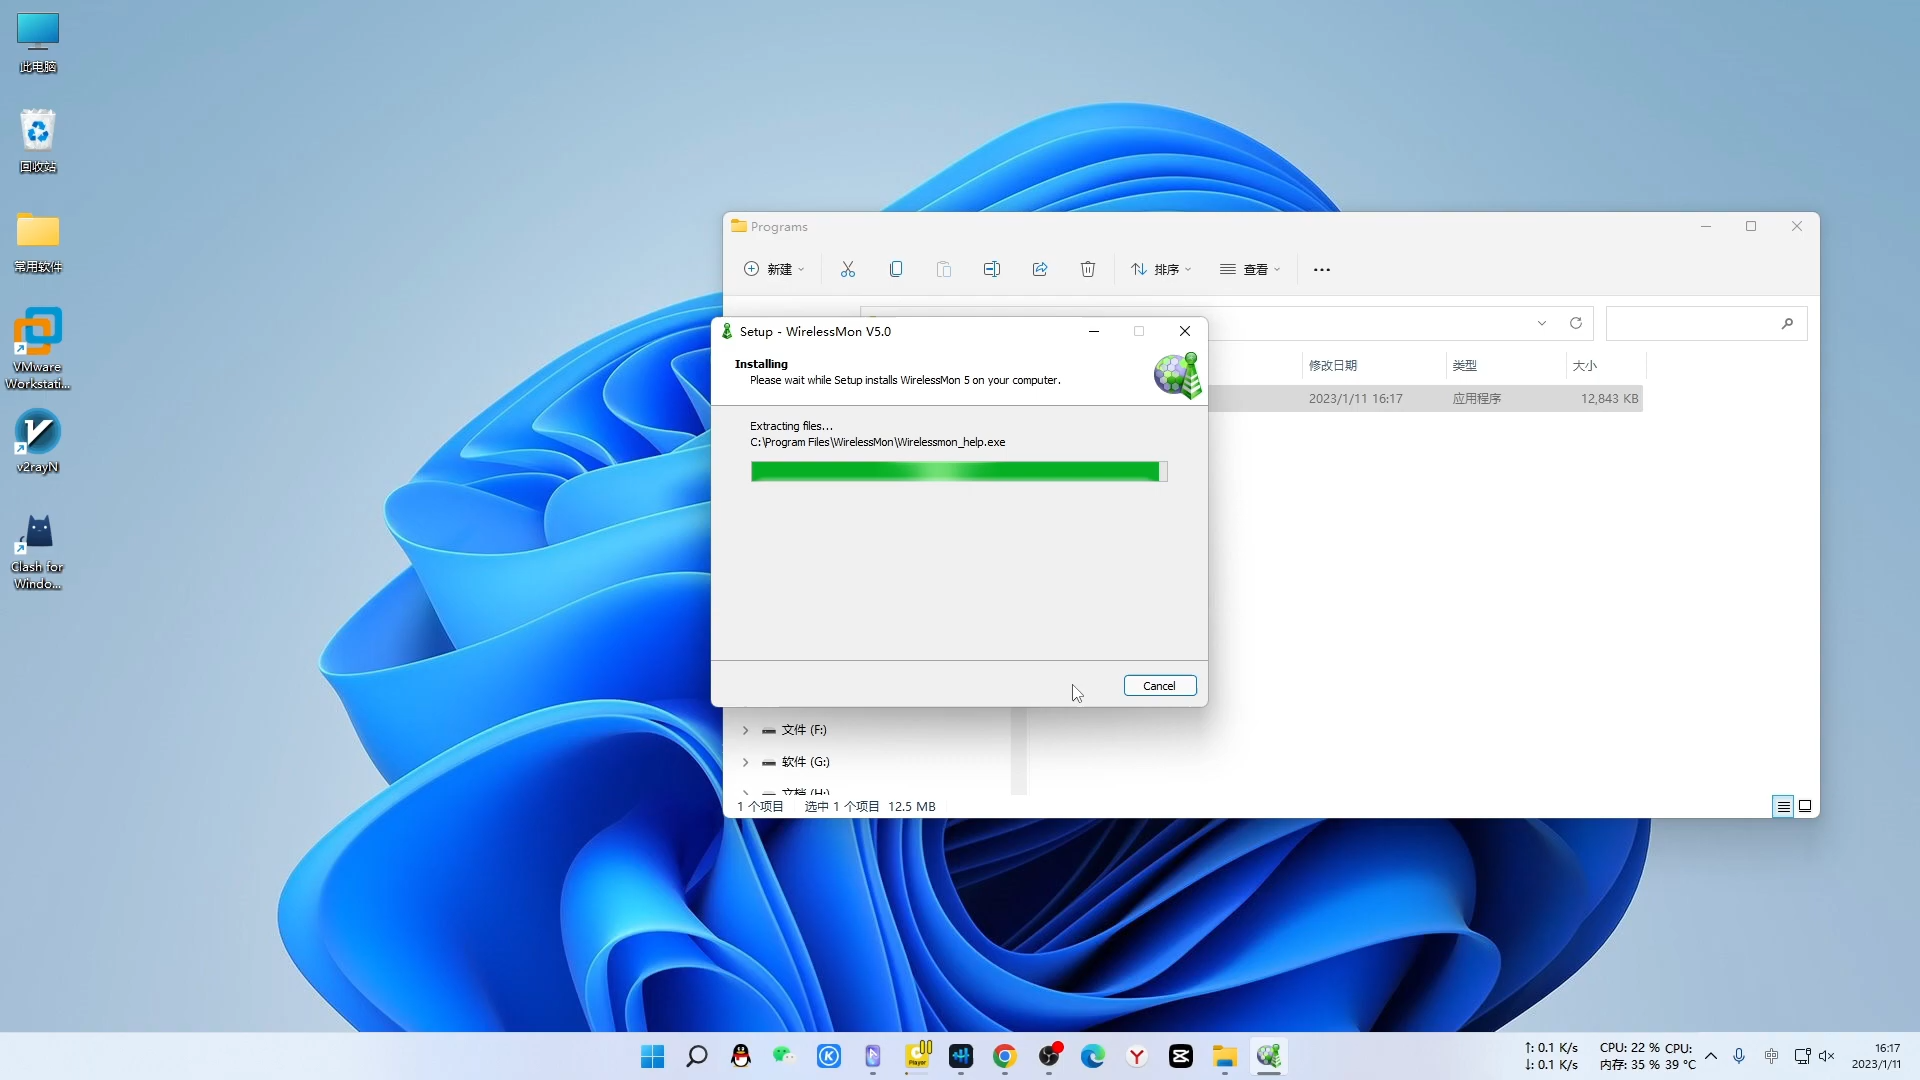 此电脑
回收站
常用软件
VMware
Workstati...
v2rayN
Clash for
Windo...
Programs
新建
排序
查看
修改日期
类型
大小
2023/1/11 16:17
应用程序
12,843 KB
Setup - WirelessMon V5.0
Installing
Please wait while Setup installs WirelessMon 5 on your computer.
Extracting files...
C:\Program Files\WirelessMon\Wirelessmon_help.exe
Cancel
文件 (F:)
软件 (G:)
文档 (H:)
1 个项目
选中 1 个项目 12.5 MB
Player
↑: 0.1 K/s
↓: 0.1 K/s
CPU: 22 % CPU:
内存: 35 % 39 °C
中
16:17
2023/1/11